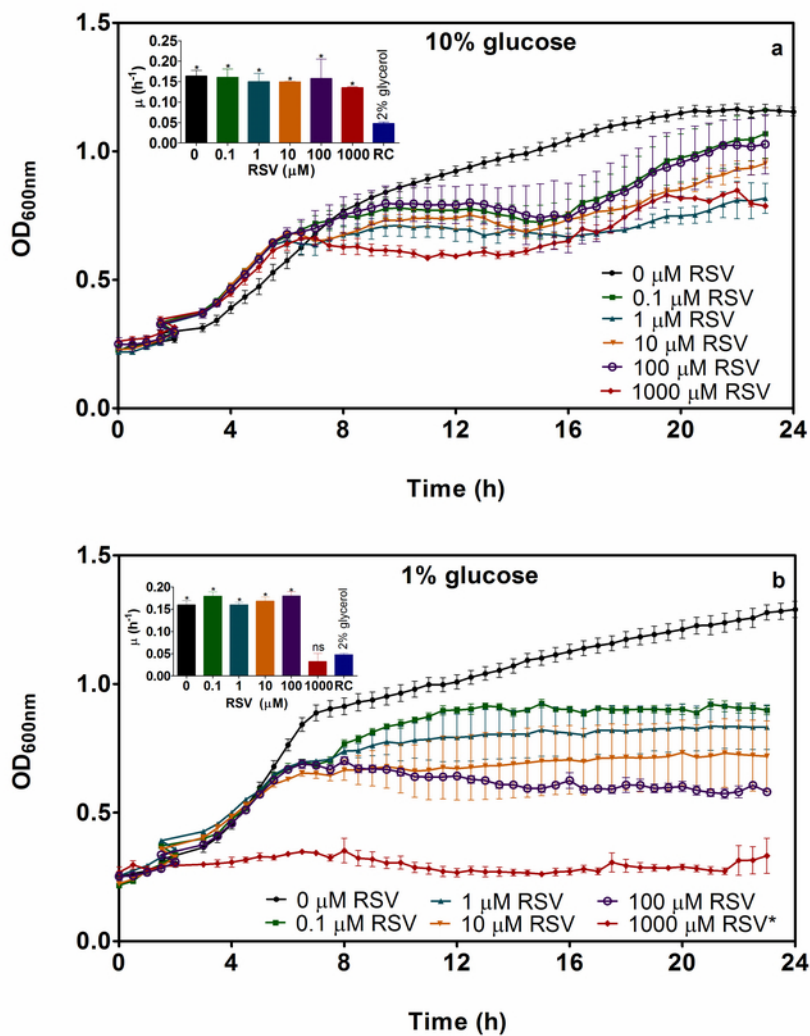 10% glucose
a
1.5
1.0
0.5
0.0
OD600nm
0.25
0.20
0.15
0.10
0.05
0.00
μ (h-1)
* * * * * *
2% glycerol
0 0.1 1 10 100 1000 RC
RSV (μM)
0 μM RSV
0.1 μM RSV
1 μM RSV
10 μM RSV
100 μM RSV
1000 μM RSV
0 4 8 12 16 20 24
Time (h)
1% glucose
b
1.5
1.0
0.5
0.0
OD600nm
0.20
0.15
0.10
0.05
0.00
μ (h-1)
* * * * * ns
2% glycerol
0 0.1 1 10 100 1000 RC
RSV (μM)
0 μM RSV 1 μM RSV 100 μM RSV
0.1 μM RSV 10 μM RSV 1000 μM RSV*
0 4 8 12 16 20 24
Time (h)